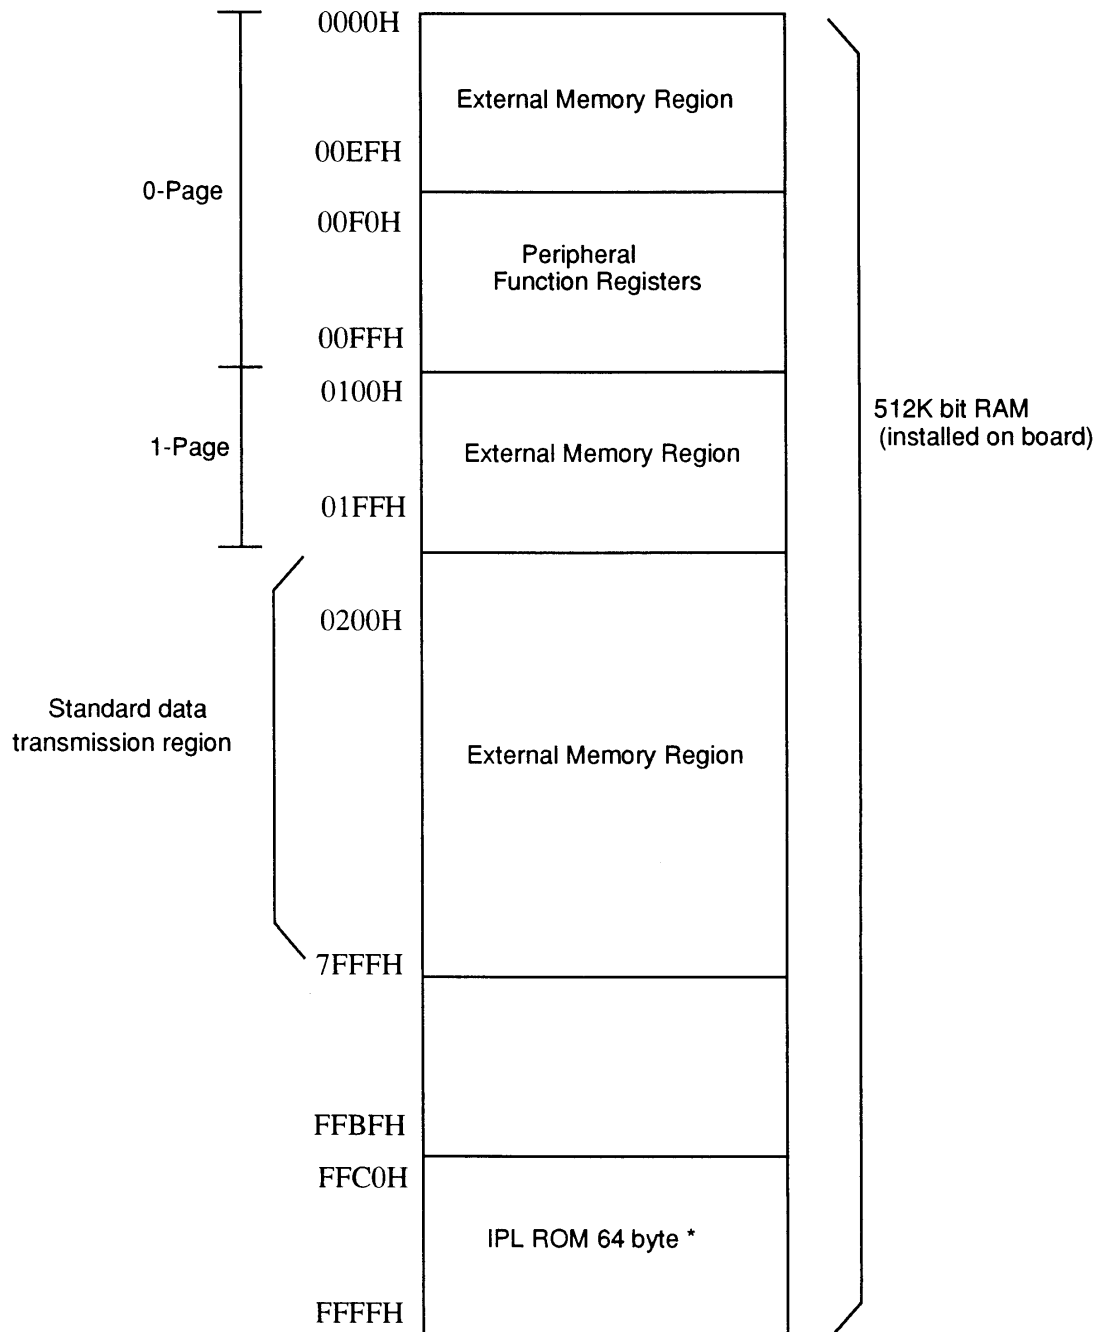 0000H
External Memory Region
00EFH
0-Page
00F0H
Peripheral
Function Registers
00FFH
0100H
512K bit RAM
(installed on board)
1-Page
External Memory Region
01FFH
0200H
Standard data
transmission region
External Memory Region
7FFFH
FFBFH
FFC0H
IPL ROM 64 byte *
FFFFH